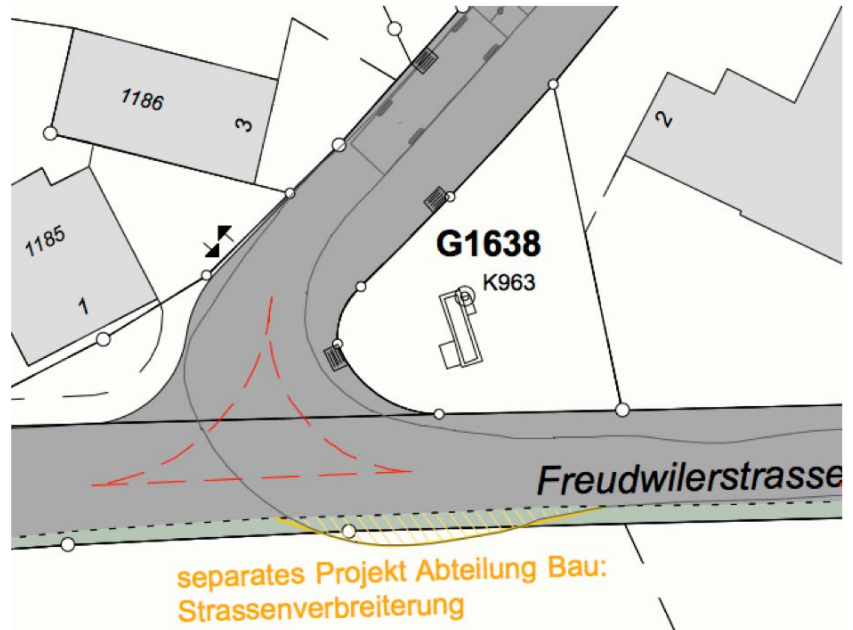 1186
3
2
1185
1
G1638
K963
Freudwilerstrasse
separates Projekt Abteilung Bau:
Strassenverbreiterung